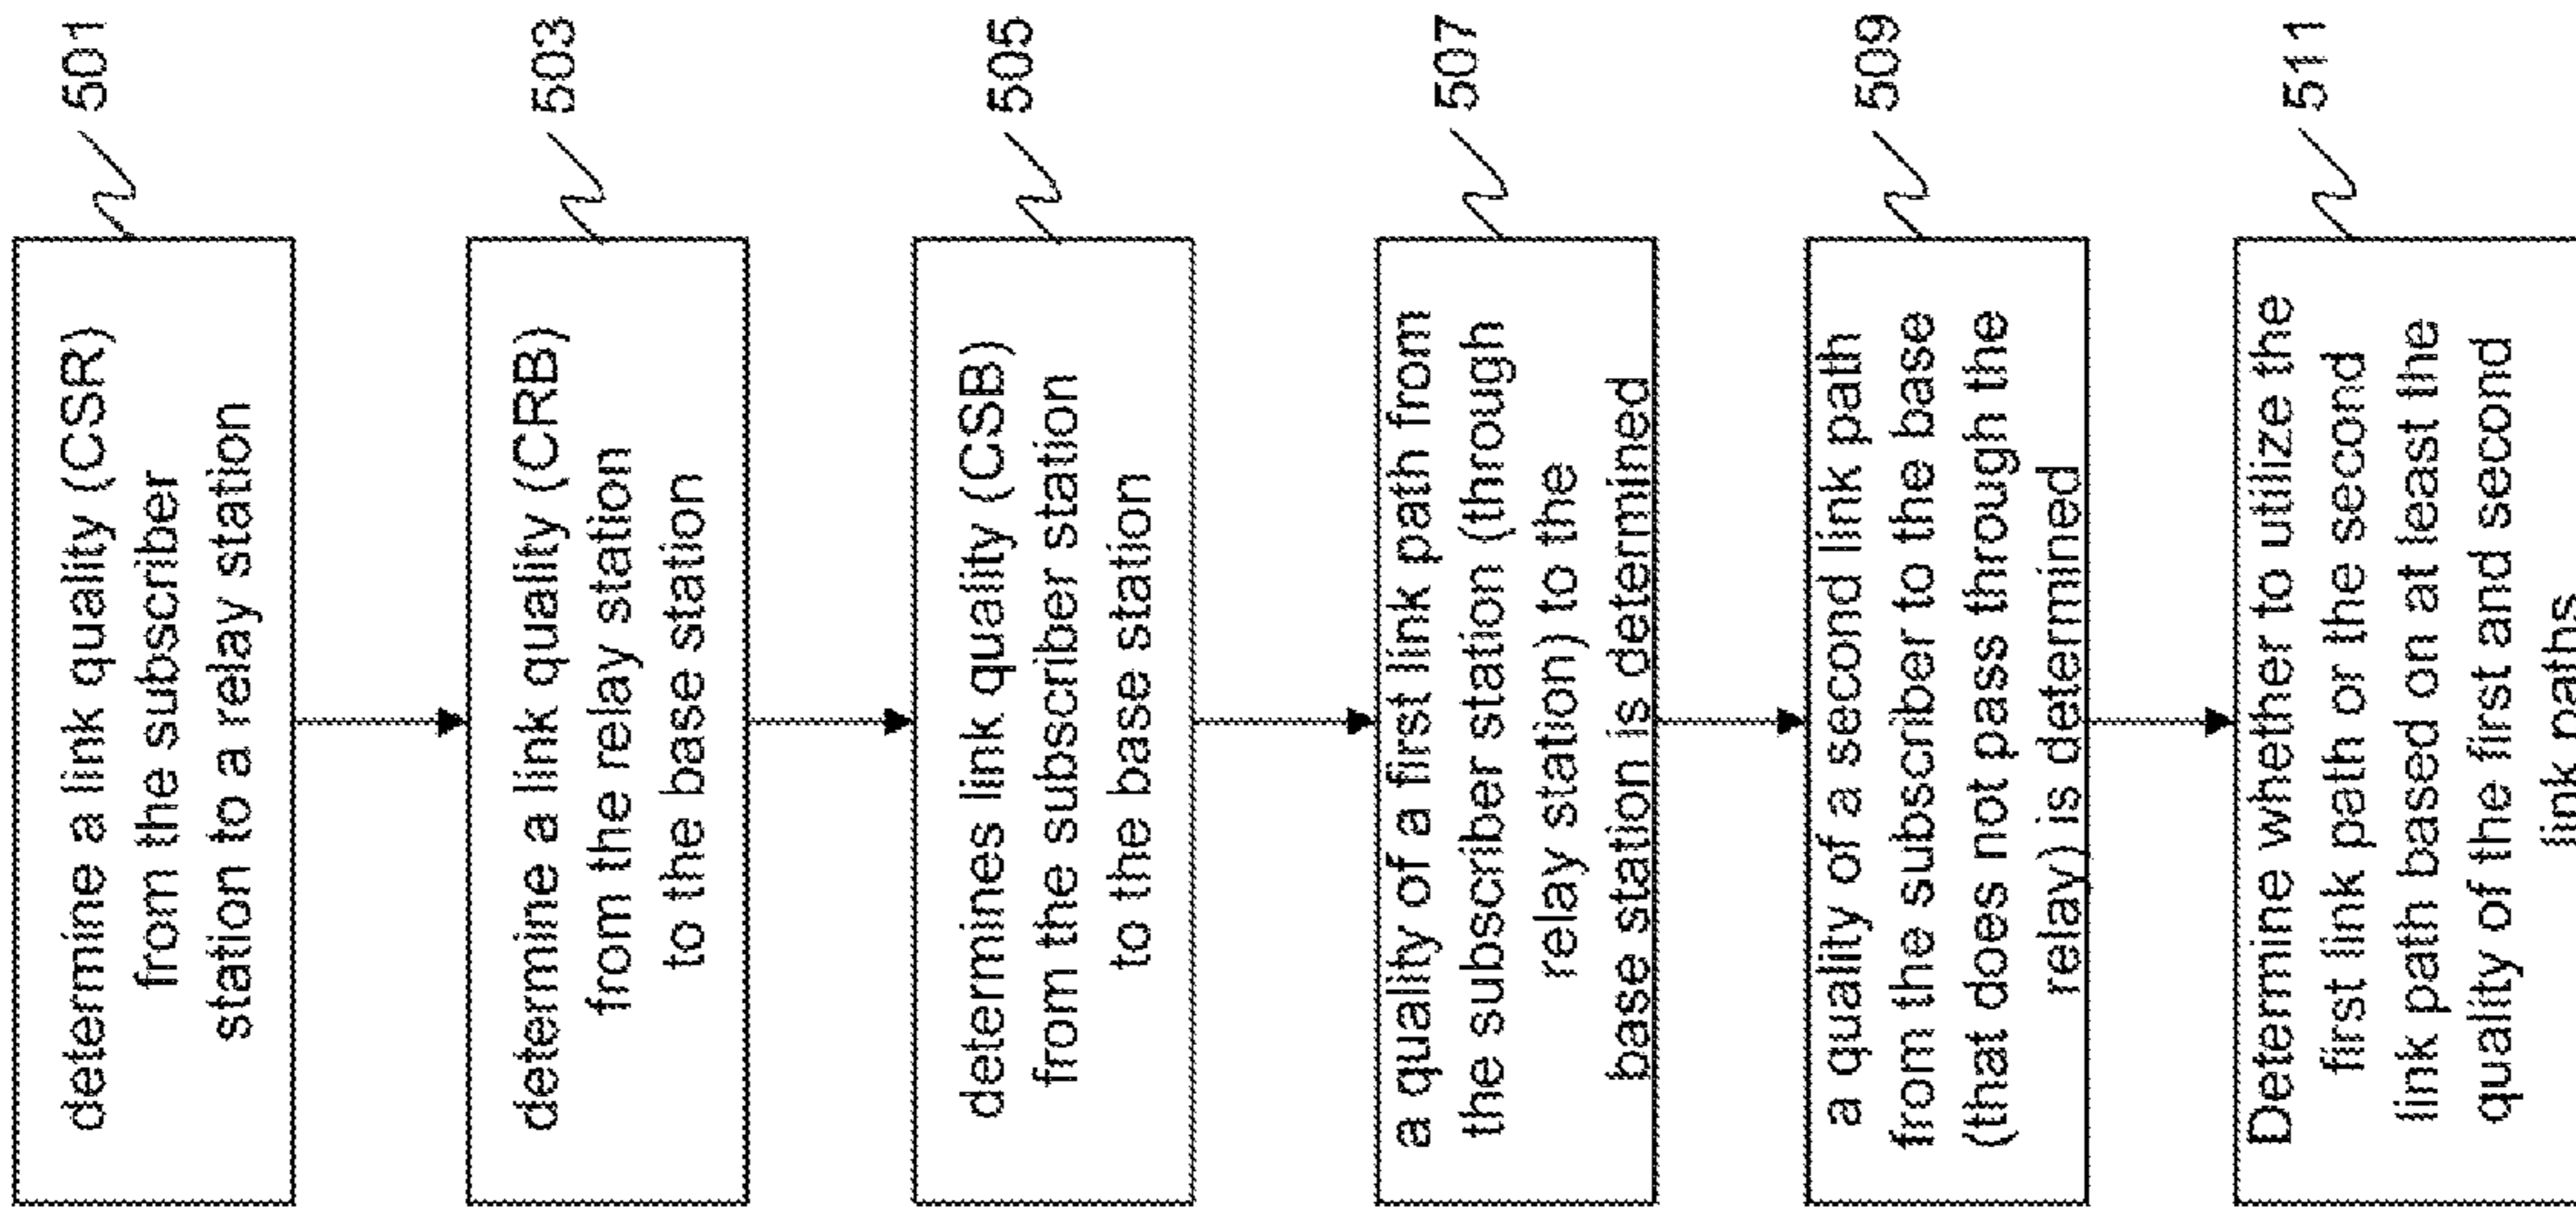 determine a link quality (CSR)
from the subscriber
station to a relay station
501
determine a link quality (CRB)
from the relay station
to the base station
503
determines link quality (CSB)
from the subscriber station
to the base station
505
a quality of a first link path from
the subscriber station (through
relay station) to the
base station is determined
507
a quality of a second link path
from the subscriber to the base
(that does not pass through the
relay) is determined
509
Determine whether to utilize the
first link path or the second
link path based on at least the
quality of the first and second
link paths
511